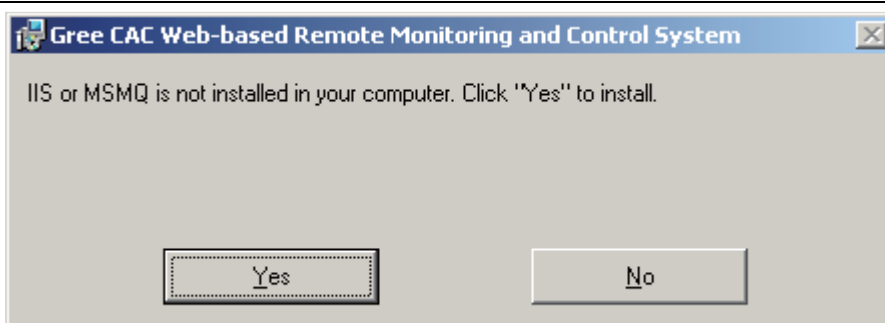 Gree CAC Web-based Remote Monitoring and Control System
IIS or MSMQ is not installed in your computer. Click "Yes" to install.
Yes
No